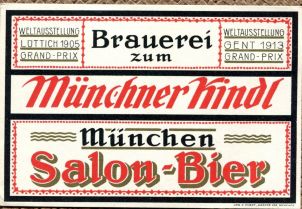 WELTAUSSTELLUNG
LÜTTICH 1905
GRAND-PRIX
Brauerei
zum
WELTAUSSTELLUNG
GENT 1913
GRAND-PRIX
Münchner Kindl
München
Salon-Bier